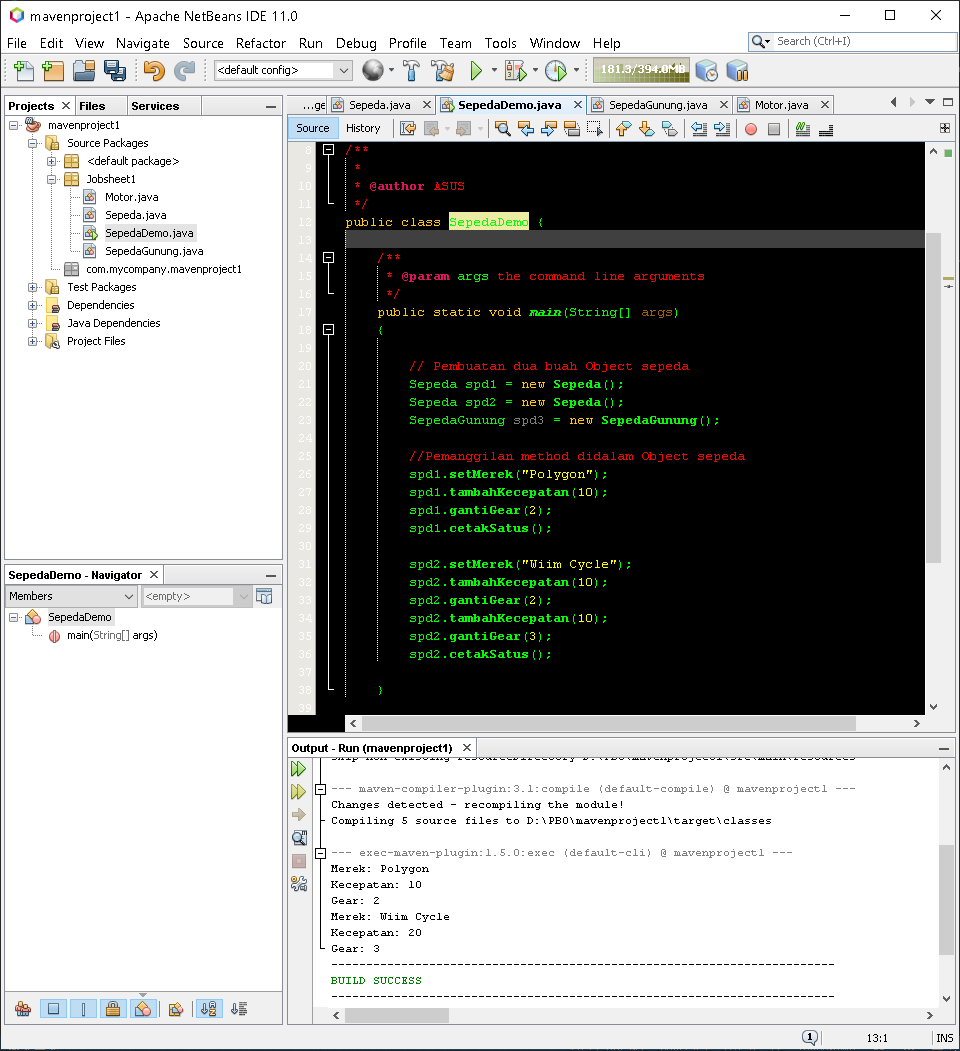 mavenproject1 - Apache NetBeans IDE 11.0
File Edit View Navigate Source Refactor Run Debug Profile Team Tools Window Help
Search (Ctrl+I)
<default config>
181.3/394.0MB
Projects Files Services
...ge Sepeda.java SepedaDemo.java SepedaGunung.java Motor.java
Source History
mavenproject1
Source Packages
<default package>
Jobsheet1
Motor.java
Sepeda.java
SepedaDemo.java
SepedaGunung.java
com.mycompany.mavenproject1
Test Packages
Dependencies
Java Dependencies
Project Files
8 /**
9 *
10 * @author ASUS
11 */
12 public class SepedaDemo {
13
14 /**
15 * @param args the command line arguments
16 */
17 public static void main(String[] args)
18 {
19
20 // Pembuatan dua buah Object sepeda
21 Sepeda spd1 = new Sepeda();
22 Sepeda spd2 = new Sepeda();
23 SepedaGunung spd3 = new SepedaGunung();
24
25 //Pemanggilan method didalam Object sepeda
26 spd1.setMerek("Polygon");
27 spd1.tambahKecepatan(10);
28 spd1.gantiGear(2);
29 spd1.cetakSatus();
30
31 spd2.setMerek("Wiim Cycle");
32 spd2.tambahKecepatan(10);
33 spd2.gantiGear(2);
34 spd2.tambahKecepatan(10);
35 spd2.gantiGear(3);
36 spd2.cetakSatus();
37
38 }
39
SepedaDemo - Navigator
Members <empty>
SepedaDemo
main(String[] args)
Output - Run (mavenproject1)
skip non existing resourceDirectory D:\PBO\mavenproject1\src\main\resources
--- maven-compiler-plugin:3.1:compile (default-compile) @ mavenproject1 ---
Changes detected - recompiling the module!
Compiling 5 source files to D:\PBO\mavenproject1\target\classes
--- exec-maven-plugin:1.5.0:exec (default-cli) @ mavenproject1 ---
Merek: Polygon
Kecepatan: 10
Gear: 2
Merek: Wiim Cycle
Kecepatan: 20
Gear: 3
------------------------------------------------------------------------
BUILD SUCCESS
------------------------------------------------------------------------
1 13:1 INS